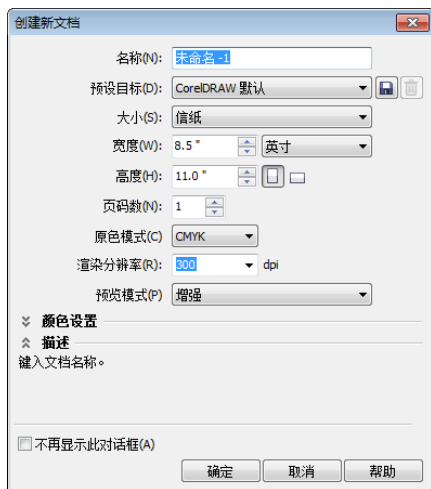 创建新文档
名称(N): 未命名 -1
预设目标(D): CorelDRAW 默认
大小(S): 信纸
宽度(W): 8.5 " 英寸
高度(H): 11.0 "
页码数(N): 1
原色模式(C) CMYK
渲染分辨率(R): 300 dpi
预览模式(P) 增强
颜色设置
描述
键入文档名称。
不再显示此对话框(A)
确定 取消 帮助